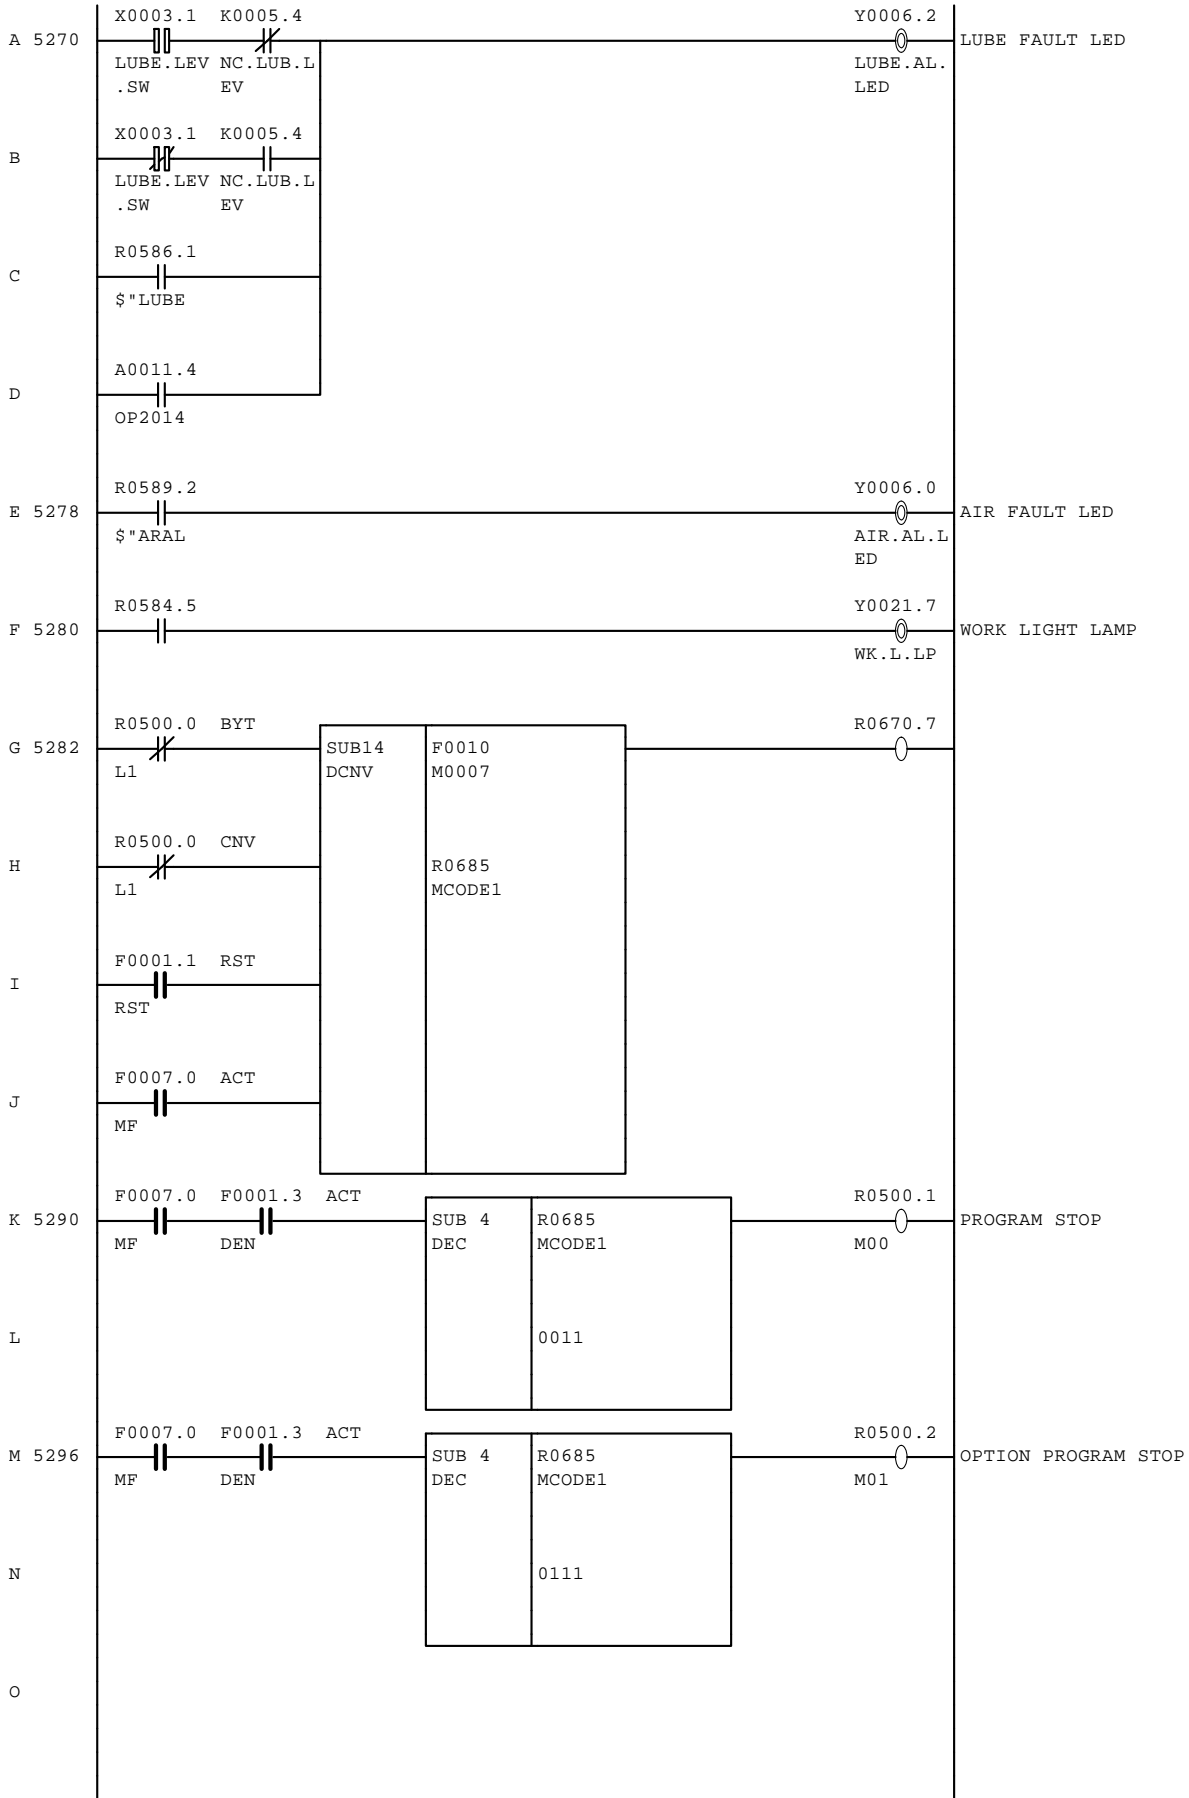 X0003.1 K0005.4 Y0006.2
A 5270 LUBE FAULT LED
LUBE.LEV NC.LUB.L LUBE.AL.
.SW EV LED
X0003.1 K0005.4
B
LUBE.LEV NC.LUB.L
.SW EV
R0586.1
C
$"LUBE
A0011.4
D
OP2014
R0589.2 Y0006.0
E 5278 AIR FAULT LED
$"ARAL AIR.AL.L
ED
R0584.5 Y0021.7
F 5280 WORK LIGHT LAMP
WK.L.LP
R0500.0 BYT R0670.7
G 5282 SUB14 F0010
L1 DCNV M0007
R0500.0 CNV
H R0685
L1 MCODE1
F0001.1 RST
I
RST
F0007.0 ACT
J
MF
F0007.0 F0001.3 ACT R0500.1
K 5290 SUB 4 R0685 PROGRAM STOP
MF DEN DEC MCODE1 M00
L 0011
F0007.0 F0001.3 ACT R0500.2
M 5296 SUB 4 R0685 OPTION PROGRAM STOP
MF DEN DEC MCODE1 M01
N 0111
O